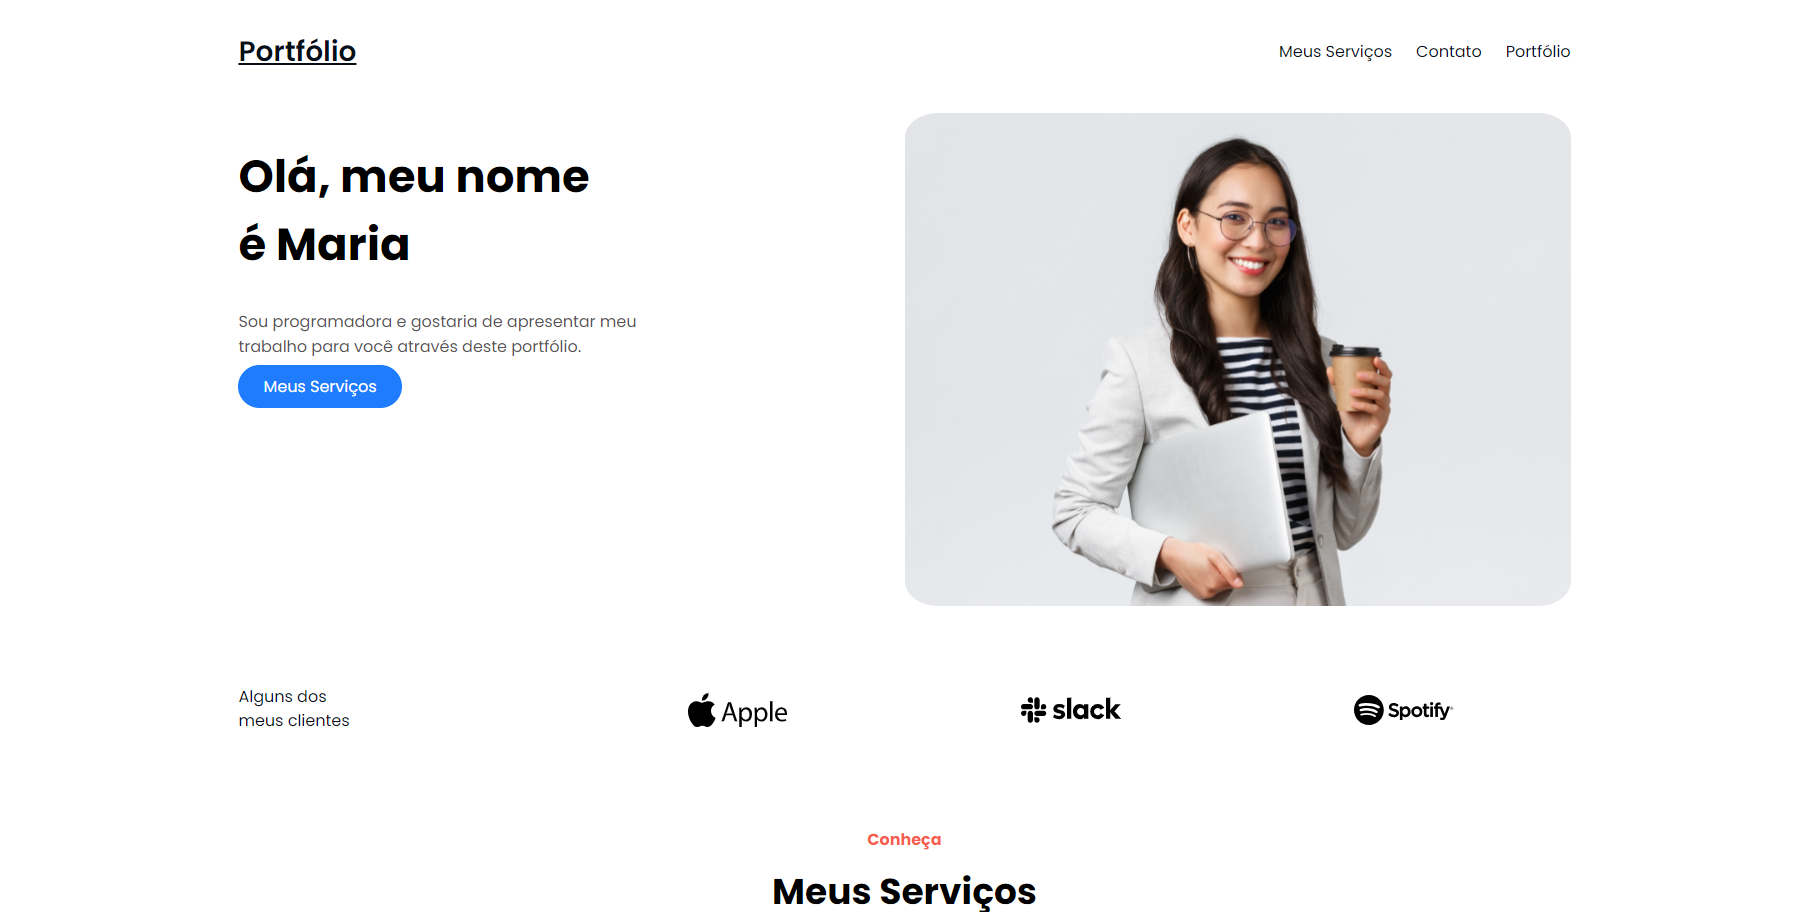 Portfólio
Meus Serviços Contato Portfólio
Olá, meu nome
é Maria
Sou programadora e gostaria de apresentar meu
trabalho para você através deste portfólio.
Meus Serviços
Alguns dos
meus clientes
Apple
slack
Spotify
Conheça
Meus Serviços